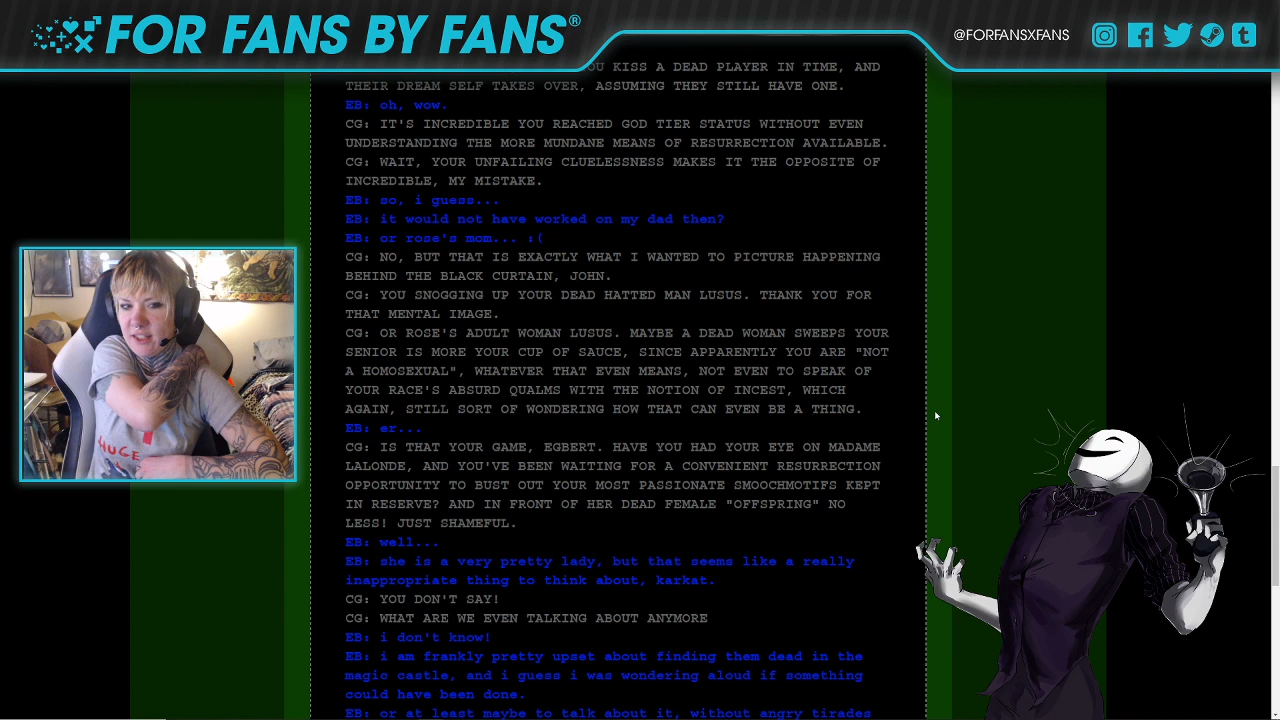 FOR FANS BY FANS®
@FORFANSXFANS
KISS A DEAD PLAYER IN TIME, AND
THEIR DREAM SELF TAKES OVER, ASSUMING THEY STILL HAVE ONE.
EB: oh, wow.
CG: IT'S INCREDIBLE YOU REACHED GOD TIER STATUS WITHOUT EVEN
UNDERSTANDING THE MORE MUNDANE MEANS OF RESURRECTION AVAILABLE.
CG: WAIT, YOUR UNFAILING CLUELESSNESS MAKES IT THE OPPOSITE OF
INCREDIBLE, MY MISTAKE.
EB: so, i guess...
EB: it would not have worked on my dad then?
EB: or rose's mom... :(
CG: NO, BUT THAT IS EXACTLY WHAT I WANTED TO PICTURE HAPPENING
BEHIND THE BLACK CURTAIN, JOHN.
CG: YOU SNOGGING UP YOUR DEAD HATTED MAN LUSUS. THANK YOU FOR
THAT MENTAL IMAGE.
CG: OR ROSE'S ADULT WOMAN LUSUS. MAYBE A DEAD WOMAN SWEEPS YOUR
SENIOR IS MORE YOUR CUP OF SAUCE, SINCE APPARENTLY YOU ARE "NOT
A HOMOSEXUAL", WHATEVER THAT EVEN MEANS, NOT EVEN TO SPEAK OF
YOUR RACE'S ABSURD QUALMS WITH THE NOTION OF INCEST, WHICH
AGAIN, STILL SORT OF WONDERING HOW THAT CAN EVEN BE A THING.
EB: er...
CG: IS THAT YOUR GAME, EGBERT. HAVE YOU HAD YOUR EYE ON MADAME
LALONDE, AND YOU'VE BEEN WAITING FOR A CONVENIENT RESURRECTION
OPPORTUNITY TO BUST OUT YOUR MOST PASSIONATE SMOOCHMOTIFS KEPT
IN RESERVE? AND IN FRONT OF HER DEAD FEMALE "OFFSPRING" NO
LESS! JUST SHAMEFUL.
EB: well...
EB: she is a very pretty lady, but that seems like a really
inappropriate thing to think about, karkat.
CG: YOU DON'T SAY!
CG: WHAT ARE WE EVEN TALKING ABOUT ANYMORE
EB: i don't know!
EB: i am frankly pretty upset about finding them dead in the
magic castle, and i guess i was wondering aloud if something
could have been done.
EB: or at least maybe to talk about it, without angry tirades
HUGE